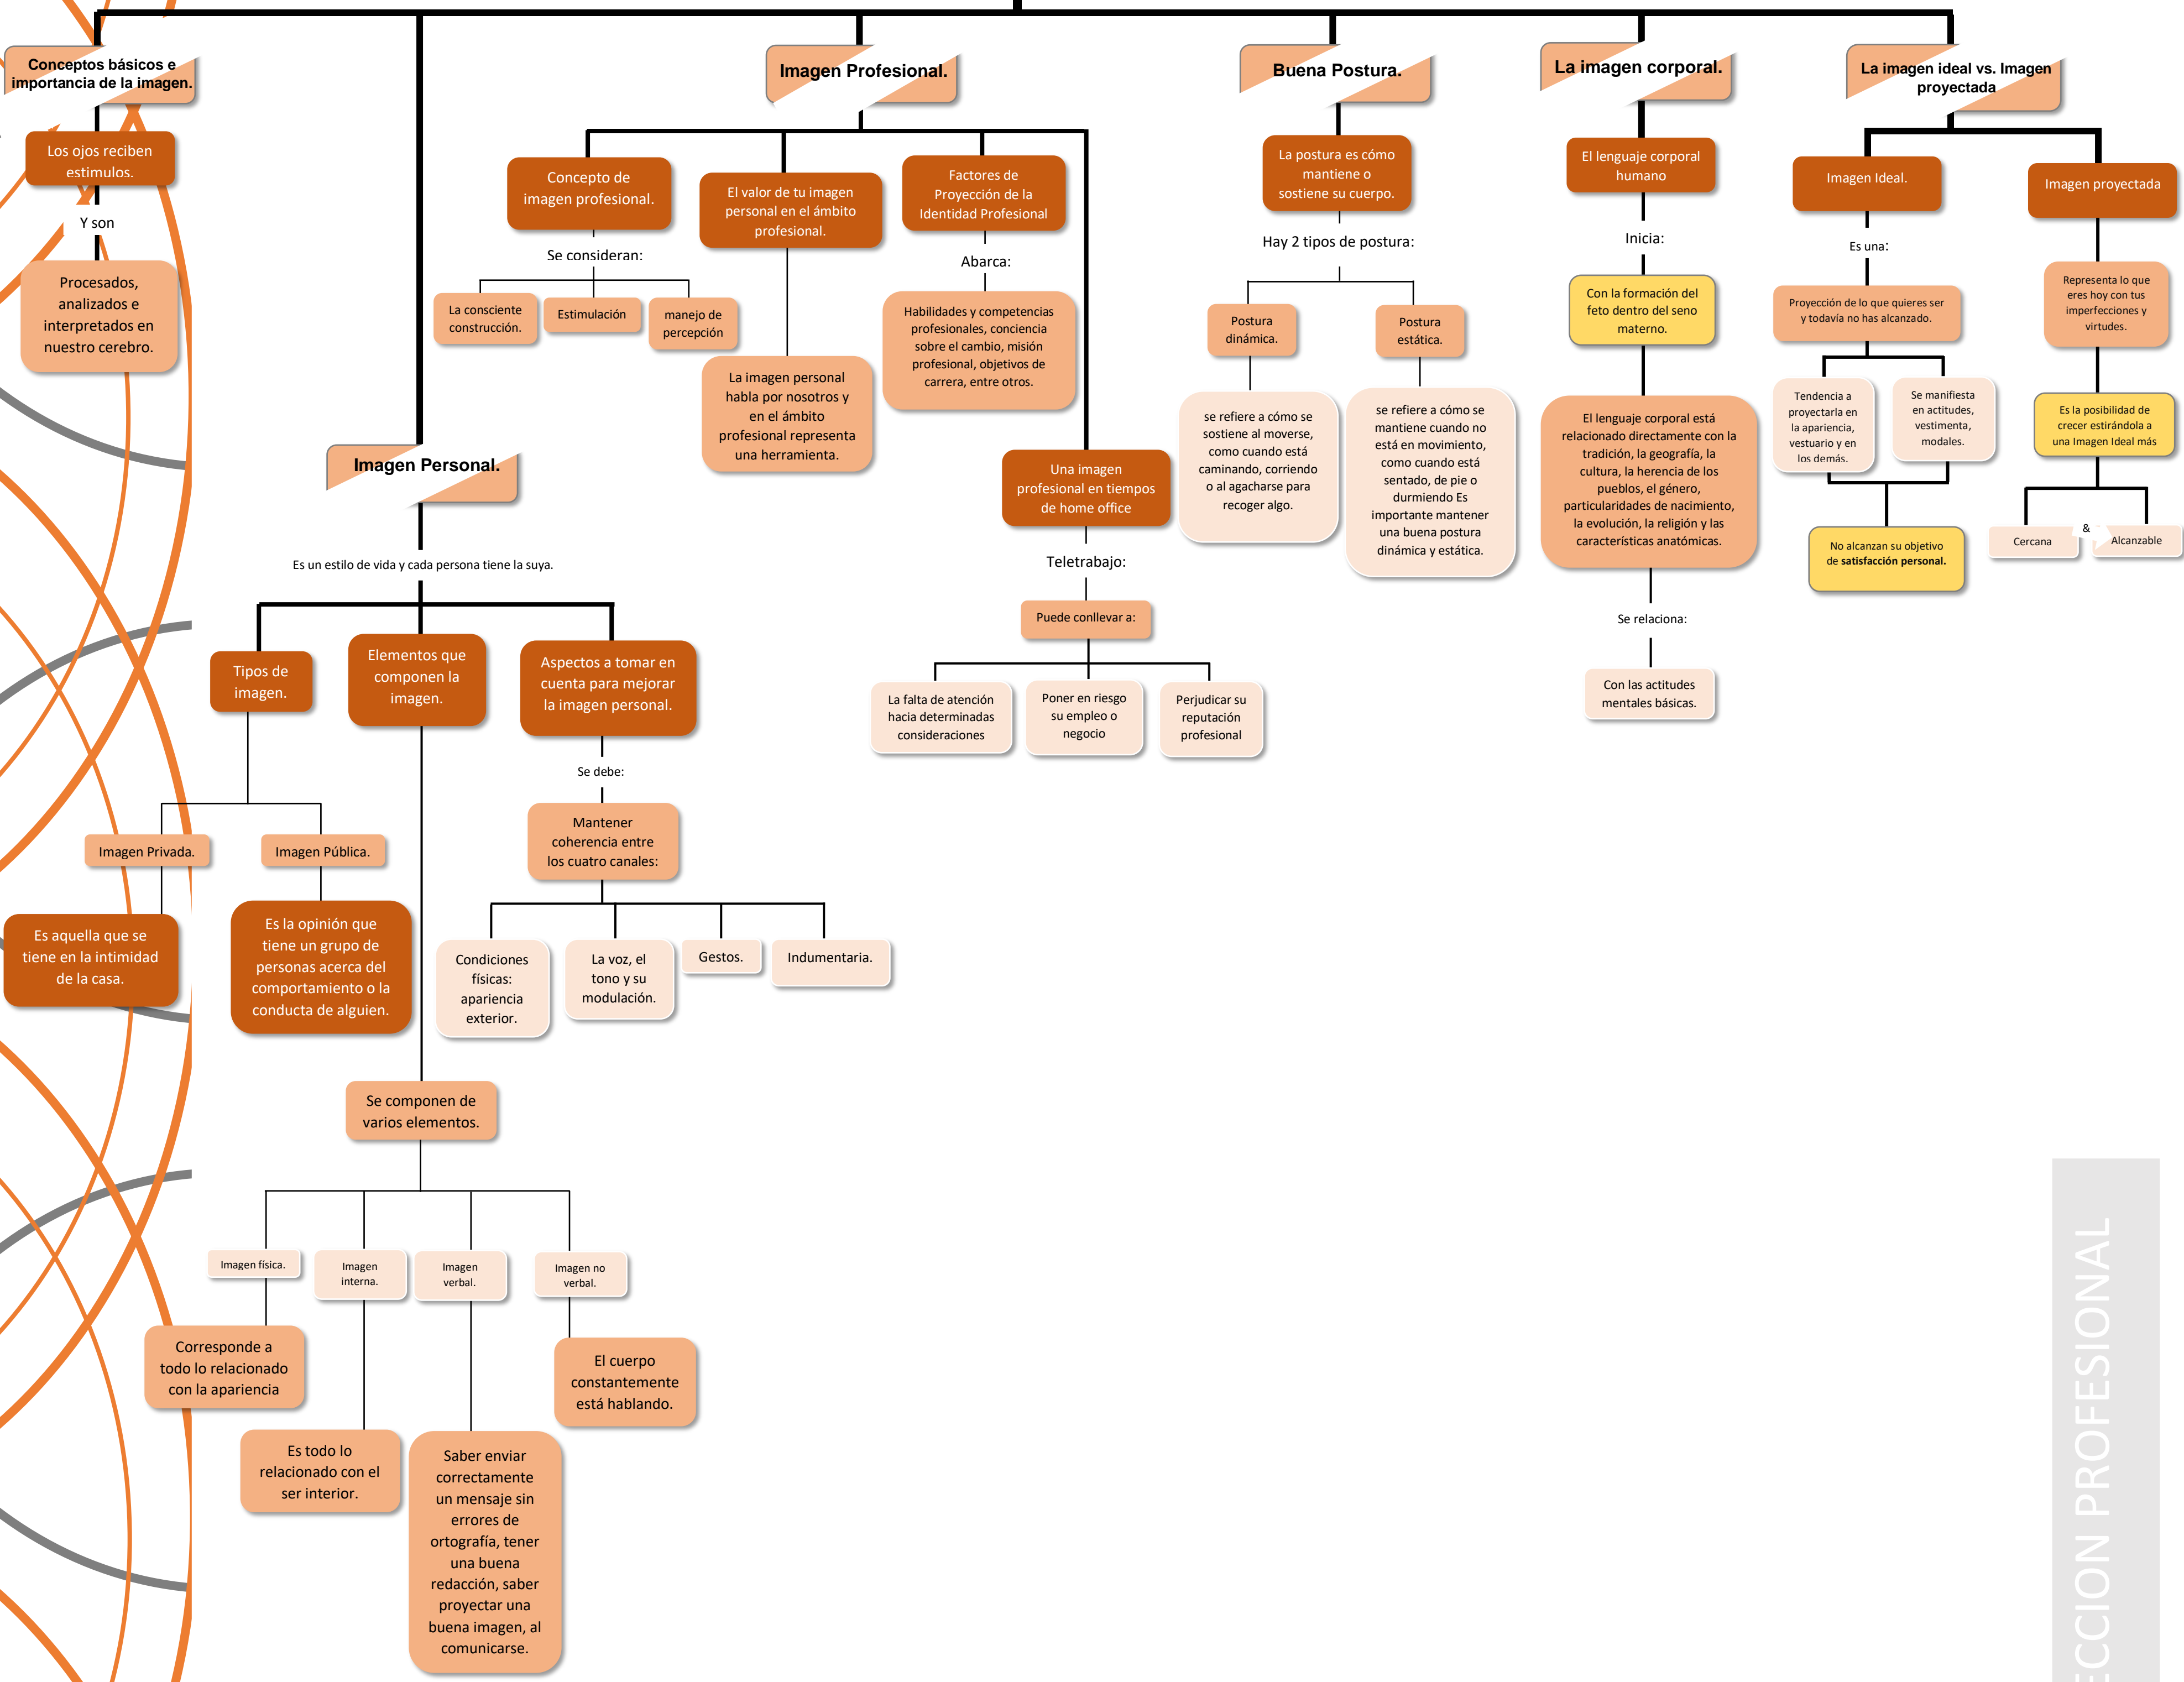 Conceptos básicos e
importancia de la imagen.
Los ojos reciben
estimulos.
Y son
Procesados,
analizados e
interpretados en
nuestro cerebro.
Imagen Personal.
Es un estilo de vida y cada persona tiene la suya.
Tipos de
imagen.
Imagen Privada.
Es aquella que se
tiene en la intimidad
de la casa.
Imagen Pública.
Es la opinión que
tiene un grupo de
personas acerca del
comportamiento o la
conducta de alguien.
Elementos que
componen la
imagen.
Se componen de
varios elementos.
Imagen física.
Corresponde a
todo lo relacionado
con la apariencia
Imagen
interna.
Es todo lo
relacionado con el
ser interior.
Imagen
verbal.
Saber enviar
correctamente
un mensaje sin
errores de
ortografía, tener
una buena
redacción, saber
proyectar una
buena imagen, al
comunicarse.
Imagen no
verbal.
El cuerpo
constantemente
está hablando.
Aspectos a tomar en
cuenta para mejorar
la imagen personal.
Se debe:
Mantener
coherencia entre
los cuatro canales:
Condiciones
físicas:
apariencia
exterior.
La voz, el
tono y su
modulación.
Gestos.
Indumentaria.
Imagen Profesional.
Concepto de
imagen profesional.
Se consideran:
La consciente
construcción.
Estimulación
manejo de
percepción
El valor de tu imagen
personal en el ámbito
profesional.
La imagen personal
habla por nosotros y
en el ámbito
profesional representa
una herramienta.
Factores de
Proyección de la
Identidad Profesional
Abarca:
Habilidades y competencias
profesionales, conciencia
sobre el cambio, misión
profesional, objetivos de
carrera, entre otros.
Una imagen
profesional en tiempos
de home office
Teletrabajo:
Puede conllevar a:
La falta de atención
hacia determinadas
consideraciones
Poner en riesgo
su empleo o
negocio
Perjudicar su
reputación
profesional
Buena Postura.
La postura es cómo
mantiene o
sostiene su cuerpo.
Hay 2 tipos de postura:
Postura
dinámica.
se refiere a cómo se
sostiene al moverse,
como cuando está
caminando, corriendo
o al agacharse para
recoger algo.
Postura
estática.
se refiere a cómo se
mantiene cuando no
está en movimiento,
como cuando está
sentado, de pie o
durmiendo Es
importante mantener
una buena postura
dinámica y estática.
La imagen corporal.
El lenguaje corporal
humano
Inicia:
Con la formación del
feto dentro del seno
materno.
El lenguaje corporal está
relacionado directamente con la
tradición, la geografía, la
cultura, la herencia de los
pueblos, el género,
particularidades de nacimiento,
la evolución, la religión y las
características anatómicas.
Se relaciona:
Con las actitudes
mentales básicas.
La imagen ideal vs. Imagen
proyectada
Imagen Ideal.
Es una:
Proyección de lo que quieres ser
y todavía no has alcanzado.
Tendencia a
proyectarla en
la apariencia,
vestuario y en
los demás.
Se manifiesta
en actitudes,
vestimenta,
modales.
No alcanzan su objetivo
de satisfacción personal.
Imagen proyectada
Representa lo que
eres hoy con tus
imperfecciones y
virtudes.
Es la posibilidad de
crecer estirándola a
una Imagen Ideal más
Cercana
&
Alcanzable
ECCION PROFESIONAL